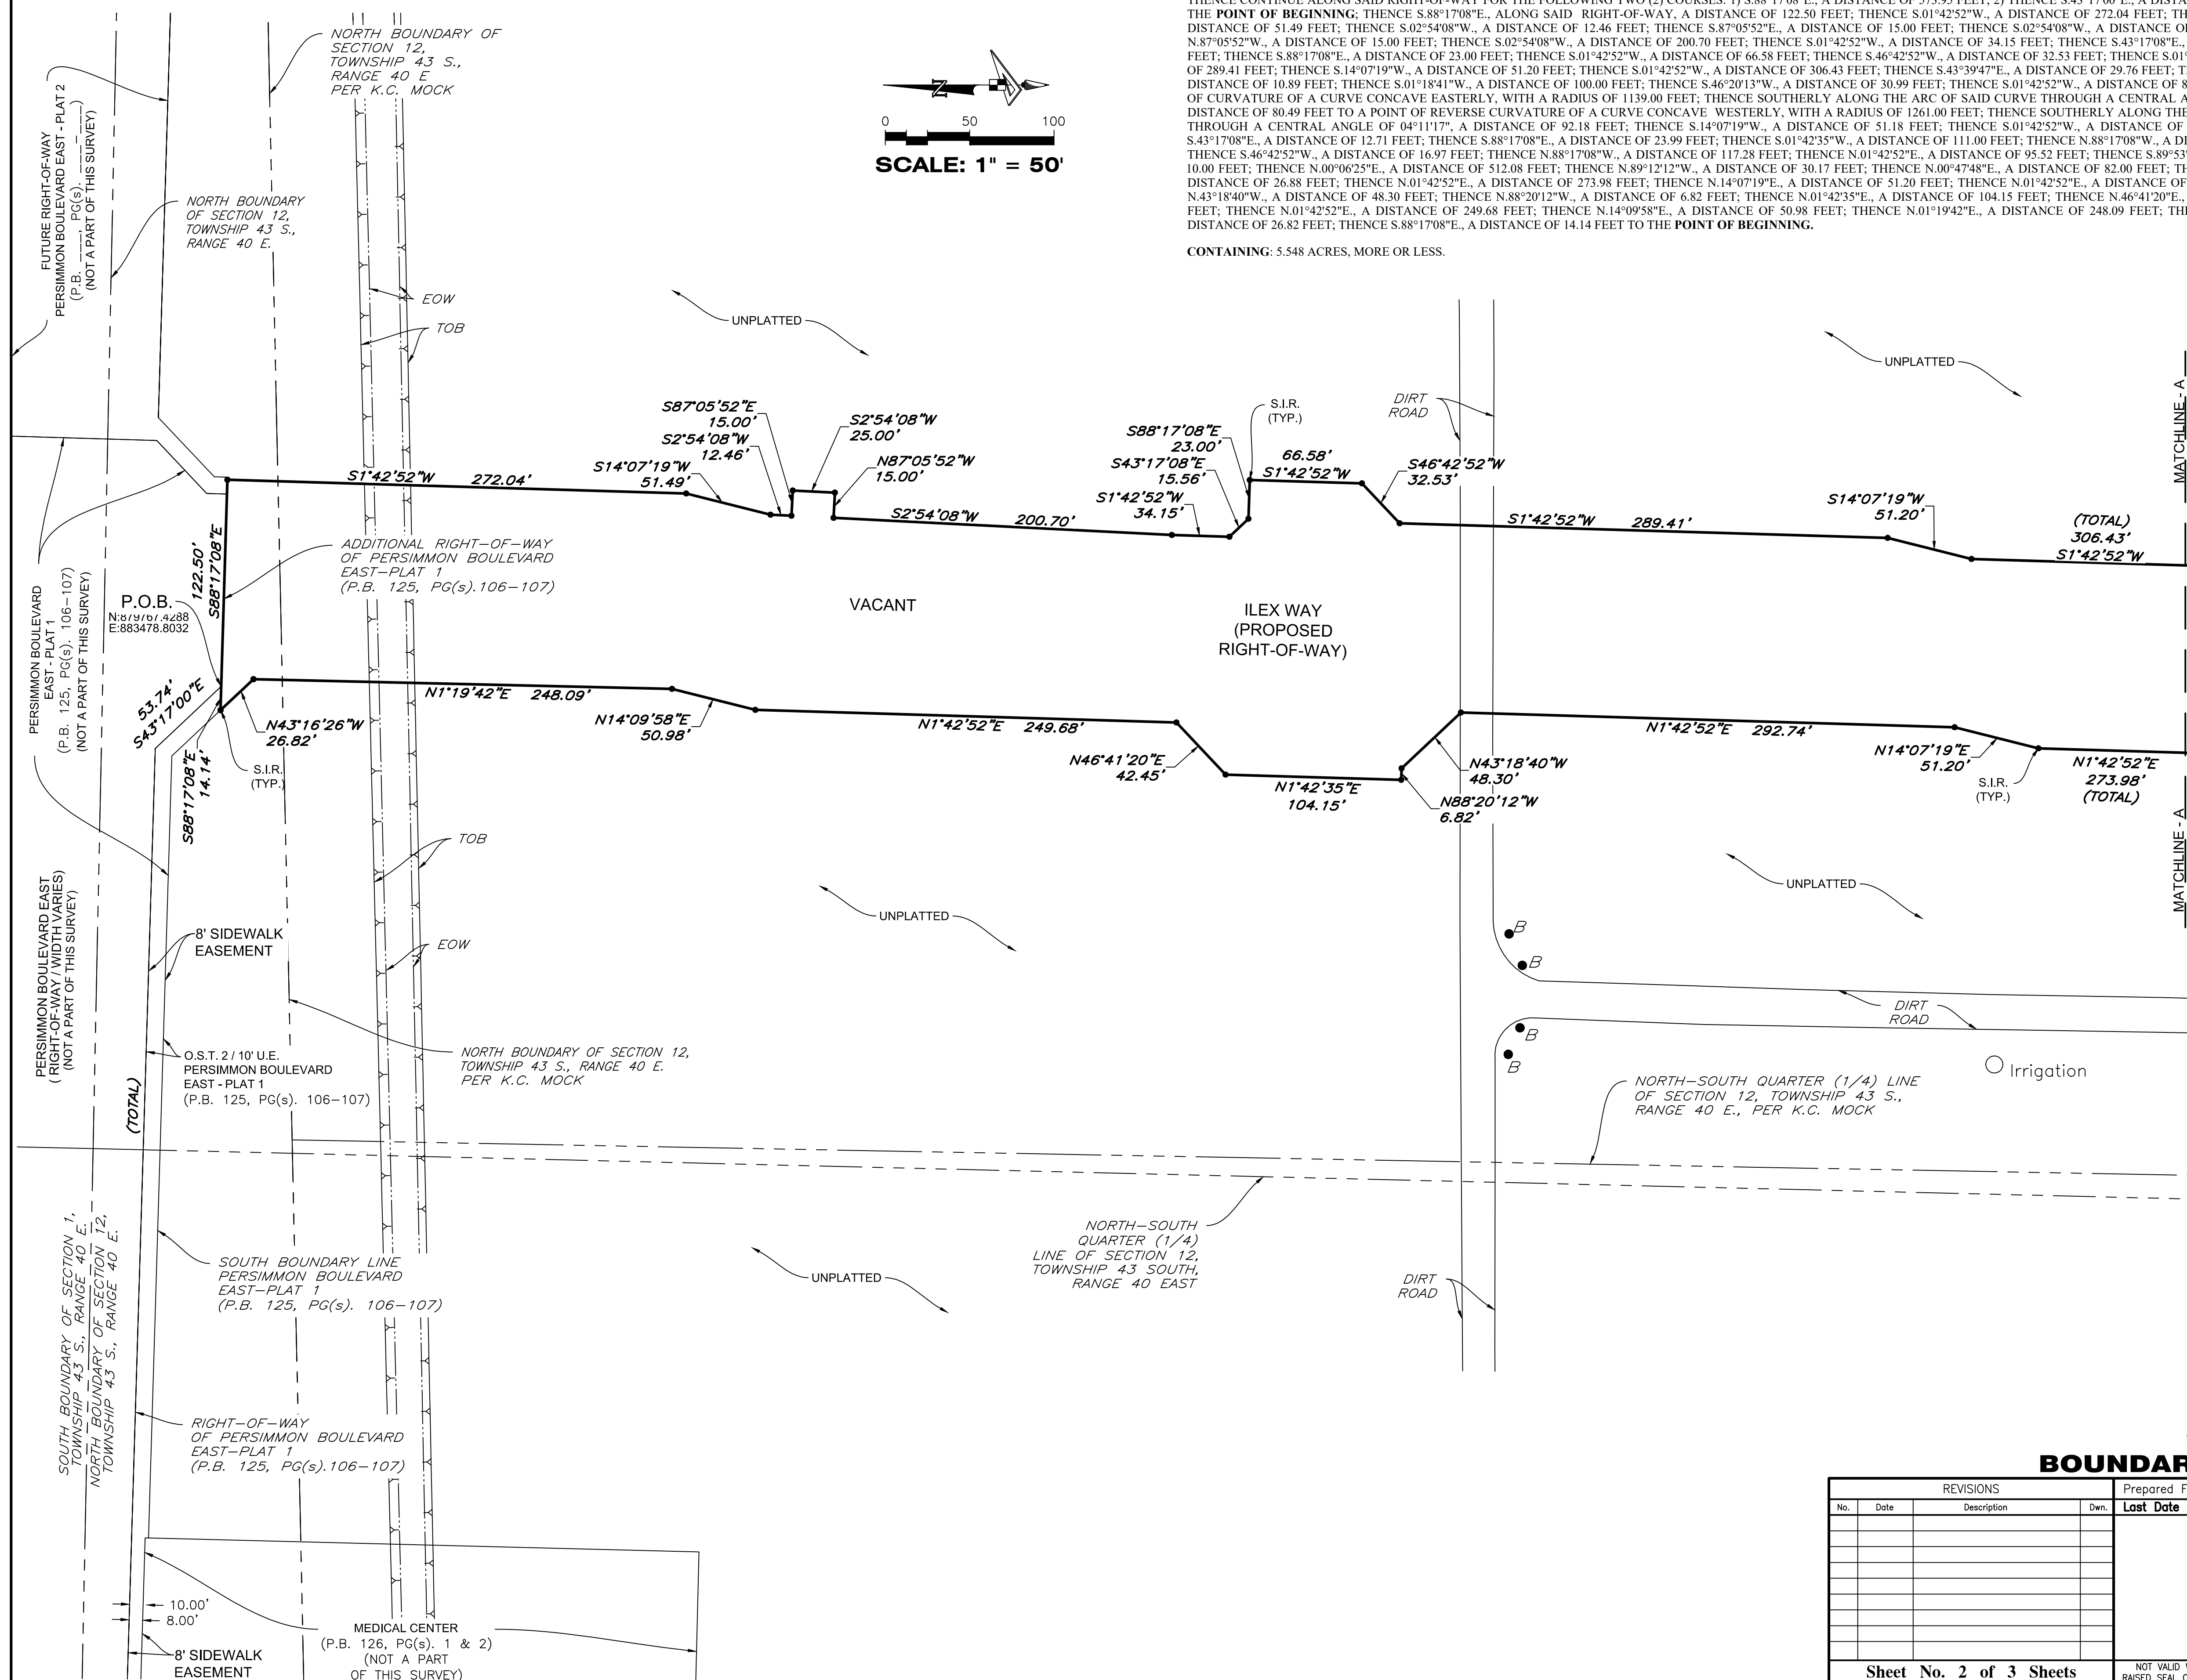 THENCE CONTINUE ALONG SAID RIGHT-OF-WAY FOR THE FOLLOWING TWO (2) COURSES: 1) S.88°17'08"E., A DISTANCE OF 573.95 FEET; 2) THENCE S.43°17'00"E., A
THE POINT OF BEGINNING; THENCE S.88°17'08"E., ALONG SAID RIGHT-OF-WAY, A DISTANCE OF 122.50 FEET; THENCE S.01°42'52"W., A DISTANCE OF 272.04 FEET;
DISTANCE OF 51.49 FEET; THENCE S.02°54'08"W., A DISTANCE OF 12.46 FEET; THENCE S.87°05'52"E., A DISTANCE OF 15.00 FEET; THENCE S.02°54'08"W., A DISTANCE OF
N.87°05'52"W., A DISTANCE OF 15.00 FEET; THENCE S.02°54'08"W., A DISTANCE OF 200.70 FEET; THENCE S.01°42'52"W., A DISTANCE OF 34.15 FEET; THENCE S.43°17'08"E.,
FEET; THENCE S.88°17'08"E., A DISTANCE OF 23.00 FEET; THENCE S.01°42'52"W., A DISTANCE OF 66.58 FEET; THENCE S.46°42'52"W., A DISTANCE OF 32.53 FEET; THENCE S.01°
OF 289.41 FEET; THENCE S.14°07'19"W., A DISTANCE OF 51.20 FEET; THENCE S.01°42'52"W., A DISTANCE OF 306.43 FEET; THENCE S.43°39'47"E., A DISTANCE OF 29.76 FEET;
DISTANCE OF 10.89 FEET; THENCE S.01°18'41"W., A DISTANCE OF 100.00 FEET; THENCE S.46°20'13"W., A DISTANCE OF 30.99 FEET; THENCE S.01°42'52"W., A DISTANCE OF 8
OF CURVATURE OF A CURVE CONCAVE EASTERLY, WITH A RADIUS OF 1139.00 FEET; THENCE SOUTHERLY ALONG THE ARC OF SAID CURVE THROUGH A CENTRAL
DISTANCE OF 80.49 FEET TO A POINT OF REVERSE CURVATURE OF A CURVE CONCAVE WESTERLY, WITH A RADIUS OF 1261.00 FEET; THENCE SOUTHERLY ALONG THE
THROUGH A CENTRAL ANGLE OF 04°11'17", A DISTANCE OF 92.18 FEET; THENCE S.14°07'19"W., A DISTANCE OF 51.18 FEET; THENCE S.01°42'52"W., A DISTANCE OF
S.43°17'08"E., A DISTANCE OF 12.71 FEET; THENCE S.88°17'08"E., A DISTANCE OF 23.99 FEET; THENCE S.01°42'35"W., A DISTANCE OF 111.00 FEET; THENCE N.88°17'08"W., A
THENCE S.46°42'52"W., A DISTANCE OF 16.97 FEET; THENCE N.88°17'08"W., A DISTANCE OF 117.28 FEET; THENCE N.01°42'52"E., A DISTANCE OF 95.52 FEET; THENCE S.89°53'
10.00 FEET; THENCE N.00°06'25"E., A DISTANCE OF 512.08 FEET; THENCE N.89°12'12"W., A DISTANCE OF 30.17 FEET; THENCE N.00°47'48"E., A DISTANCE OF 82.00 FEET;
DISTANCE OF 26.88 FEET; THENCE N.01°42'52"E., A DISTANCE OF 273.98 FEET; THENCE N.14°07'19"E., A DISTANCE OF 51.20 FEET; THENCE N.01°42'52"E., A DISTANCE OF
N.43°18'40"W., A DISTANCE OF 48.30 FEET; THENCE N.88°20'12"W., A DISTANCE OF 6.82 FEET; THENCE N.01°42'35"E., A DISTANCE OF 104.15 FEET; THENCE N.46°41'20"E.,
FEET; THENCE N.01°42'52"E., A DISTANCE OF 249.68 FEET; THENCE N.14°09'58"E., A DISTANCE OF 50.98 FEET; THENCE N.01°19'42"E., A DISTANCE OF 248.09 FEET;
DISTANCE OF 26.82 FEET; THENCE S.88°17'08"E., A DISTANCE OF 14.14 FEET TO THE POINT OF BEGINNING.
CONTAINING: 5.548 ACRES, MORE OR LESS.
NORTH BOUNDARY OF
SECTION 12,
TOWNSHIP 43 S.,
RANGE 40 E
PER K.C. MOCK
FUTURE RIGHT-OF-WAY
PERSIMMON BOULEVARD EAST - PLAT 2
(P.B. ____, PG(s). ____-____)
(NOT A PART OF THIS SURVEY)
NORTH BOUNDARY
OF SECTION 12,
TOWNSHIP 43 S.,
RANGE 40 E.
N
0 50 100
SCALE: 1" = 50'
EOW
TOB
UNPLATTED
UNPLATTED
MATCHLINE - A
DIRT
ROAD
S.I.R.
(TYP.)
S87°05'52"E
15.00'
S2°54'08"W
12.46'
S2°54'08"W
25.00'
N87°05'52"W
15.00'
S14°07'19"W
51.49'
S1°42'52"W 272.04'
S88°17'08"E
23.00'
S43°17'08"E
15.56'
S1°42'52"W
34.15'
66.58'
S1°42'52"W
S46°42'52"W
32.53'
S2°54'08"W 200.70'
S1°42'52"W 289.41'
S14°07'19"W
51.20'
(TOTAL)
306.43'
S1°42'52"W
122.50'
S88°17'08"E
ADDITIONAL RIGHT-OF-WAY
OF PERSIMMON BOULEVARD
EAST-PLAT 1
(P.B. 125, PG(s).106-107)
PERSIMMON BOULEVARD
EAST - PLAT 1
(P.B. 125, PG(s). 106-107)
(NOT A PART OF THIS SURVEY)
P.O.B.
N:879767.4288
E:883478.8032
VACANT
ILEX WAY
(PROPOSED
RIGHT-OF-WAY)
53.74'
S43°17'00"E
N43°16'26"W
26.82'
S88°17'08"E
14.14'
S.I.R.
(TYP.)
N1°19'42"E 248.09'
N14°09'58"E
50.98'
N1°42'52"E 249.68'
N46°41'20"E
42.45'
N1°42'35"E
104.15'
N43°18'40"W
48.30'
N88°20'12"W
6.82'
N1°42'52"E 292.74'
N14°07'19"E
51.20'
S.I.R.
(TYP.)
N1°42'52"E
273.98'
(TOTAL)
MATCHLINE - A
TOB
EOW
UNPLATTED
UNPLATTED
PERSIMMON BOULEVARD EAST
( RIGHT-OF-WAY / WIDTH VARIES)
(NOT A PART OF THIS SURVEY)
8' SIDEWALK
EASEMENT
B
B
B
B
DIRT
ROAD
Irrigation
O.S.T. 2 / 10' U.E.
PERSIMMON BOULEVARD
EAST - PLAT 1
(P.B. 125, PG(s). 106-107)
(TOTAL)
NORTH BOUNDARY OF SECTION 12,
TOWNSHIP 43 S., RANGE 40 E.
PER K.C. MOCK
NORTH-SOUTH QUARTER (1/4) LINE
OF SECTION 12, TOWNSHIP 43 S.,
RANGE 40 E., PER K.C. MOCK
SOUTH BOUNDARY OF SECTION 1,
TOWNSHIP 43 S., RANGE 40 E.
NORTH BOUNDARY OF SECTION 12,
TOWNSHIP 43 S., RANGE 40 E.
SOUTH BOUNDARY LINE
PERSIMMON BOULEVARD
EAST-PLAT 1
(P.B. 125, PG(s). 106-107)
UNPLATTED
NORTH-SOUTH
QUARTER (1/4)
LINE OF SECTION 12,
TOWNSHIP 43 SOUTH,
RANGE 40 EAST
DIRT
ROAD
RIGHT-OF-WAY
OF PERSIMMON BOULEVARD
EAST-PLAT 1
(P.B. 125, PG(s).106-107)
10.00'
8.00'
8' SIDEWALK
EASEMENT
MEDICAL CENTER
(P.B. 126, PG(s). 1 & 2)
(NOT A PART
OF THIS SURVEY)
BOUNDAR
REVISIONS
Prepared F
No. Date Description Dwn.
Last Date
Sheet No. 2 of 3 Sheets
NOT VALID
RAISED SEAL